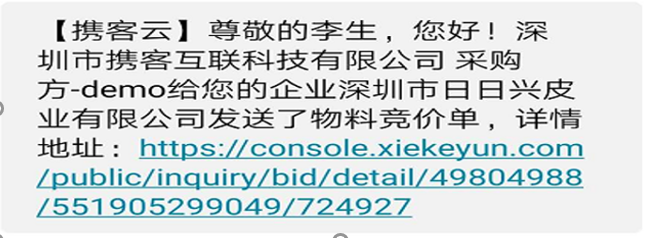 【携客云】尊敬的李生，您好！深
圳市携客互联科技有限公司 采购
方-demo给您的企业深圳市日日兴皮
业有限公司发送了物料竞价单，详情
地址：https://console.xiekeyun.com
/public/inquiry/bid/detail/49804988
/551905299049/724927